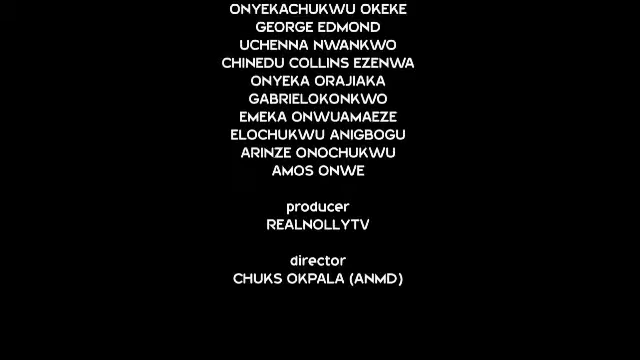 ONYEKACHUKWU OKEKE
GEORGE EDMOND
UCHENNA NWANKWO
CHINEDU COLLINS EZENWA
ONYEKA ORAJIAKA
GABRIELOKONKWO
EMEKA ONWUAMAEZE
ELOCHUKWU ANIGBOGU
ARINZE ONOCHUKWU
AMOS ONWE
producer
REALNOLLYTV
director
CHUKS OKPALA (ANMD)